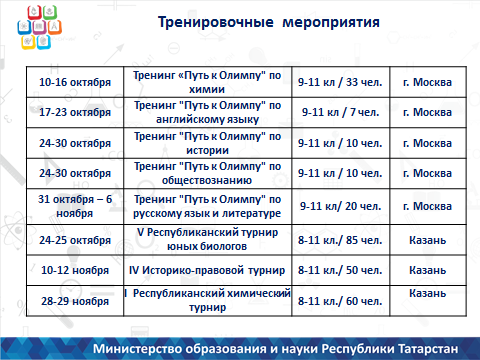 Тренировочные мероприятия
10-16 октября Тренинг «Путь к Олимпу" по химии 9-11 кл / 33 чел. г. Москва
17-23 октября Тренинг "Путь к Олимпу" по английскому языку 9-11 кл / 7 чел. г. Москва
24-30 октября Тренинг "Путь к Олимпу" по истории 9-11 кл / 10 чел. г. Москва
24-30 октября Тренинг "Путь к Олимпу" по обществознанию 9-11 кл / 10 чел. г. Москва
31 октября – 6 ноября Тренинг "Путь к Олимпу" по русскому язык и литературе 9-11 кл/ 20 чел. г. Москва
24-25 октября V Республиканский турнир юных биологов 8-11 кл./ 85 чел. Казань
10-12 ноября IV Историко-правовой турнир 8-11 кл./ 50 чел. Казань
28-29 ноября I Республиканский химический турнир 8-11 кл./ 60 чел. Казань
Министерство образования и науки Республики Татарстан